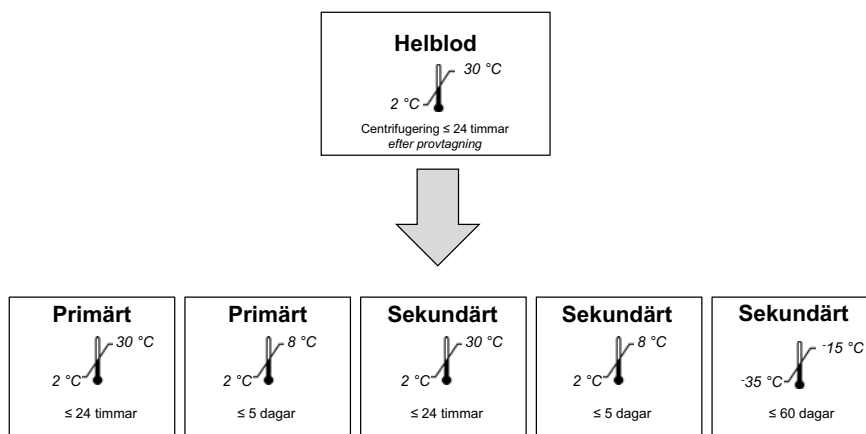 Helblod
30 °C
2 °C
Centrifugering ≤ 24 timmar
efter provtagning
Primärt
30 °C
2 °C
≤ 24 timmar
Primärt
8 °C
2 °C
≤ 5 dagar
Sekundärt
30 °C
2 °C
≤ 24 timmar
Sekundärt
8 °C
2 °C
≤ 5 dagar
Sekundärt
-15 °C
-35 °C
≤ 60 dagar